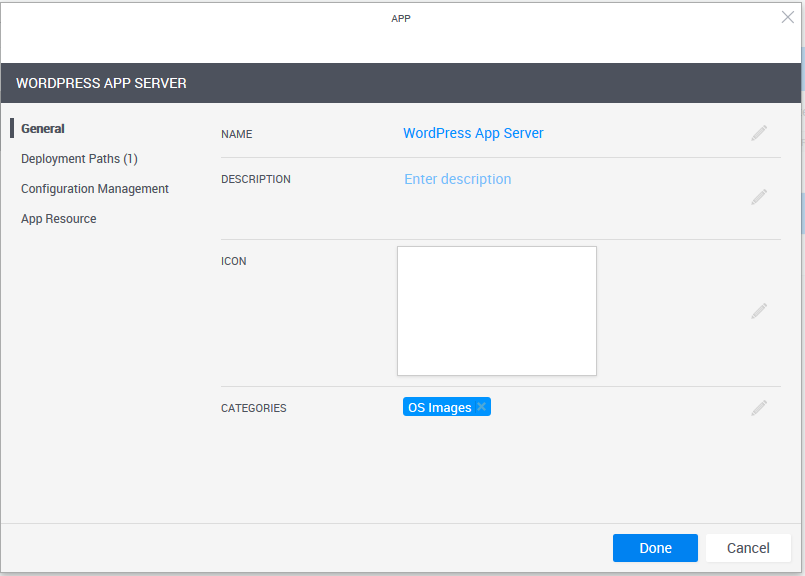 APP
WORDPRESS APP SERVER
General
Deployment Paths (1)
Configuration Management
App Resource
NAME
WordPress App Server
DESCRIPTION
Enter description
ICON
CATEGORIES
OS Images
Done
Cancel